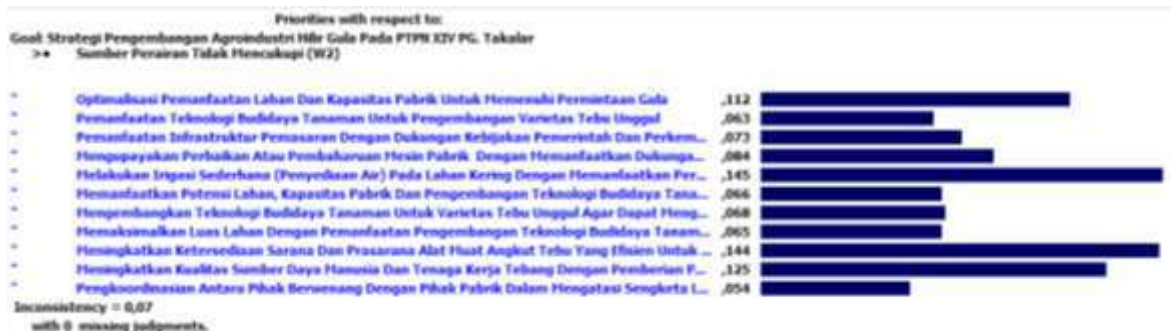 Priorities with respect to:
Goal: Strategi Pengembangan Agroindustri Hilir Gula Pada PTPN XIV PG. Takalar
>• Sumber Perairan Tidak Mencukupi (W2)
Optimalisasi Pemanfaatan Lahan Dan Kapasitas Pabrik Untuk Memenuhi Permintaan Gula ,112
Pemanfaatan Teknologi Budidaya Tanaman Untuk Pengembangan Varietas Tebu Unggul ,063
Pemanfaatan Infrastruktur Pemasaran Dengan Dukungan Kebijakan Pemerintah Dan Perkem... ,073
Mengupayakan Perbaikan Atau Pembaharuan Mesin Pabrik Dengan Memanfaatkan Dukunga... ,084
Melakukan Irigasi Sederhana (Penyediaan Air) Pada Lahan Kering Dengan Memanfaatkan Per... ,145
Memanfaatkan Potensi Lahan, Kapasitas Pabrik Dan Pengembangan Teknologi Budidaya Tana... ,066
Mengembangkan Teknologi Budidaya Tanaman Untuk Varietas Tebu Unggul Agar Dapat Meng... ,068
Memaksimalkan Luas Lahan Dengan Pemanfaatan Pengembangan Teknologi Budidaya Tanam... ,065
Meningkatkan Ketersediaan Sarana Dan Prasarana Alat Muat Angkut Tebu Yang Efisien Untuk ... ,144
Meningkatkan Kualitas Sumber Daya Manusia Dan Tenaga Kerja Tebang Dengan Pemberian P... ,125
Pengkoordinasian Antara Pihak Berwenang Dengan Pihak Pabrik Dalam Mengatasi Sengketa L... ,054
Inconsistency = 0,07
with 0 missing judgments.